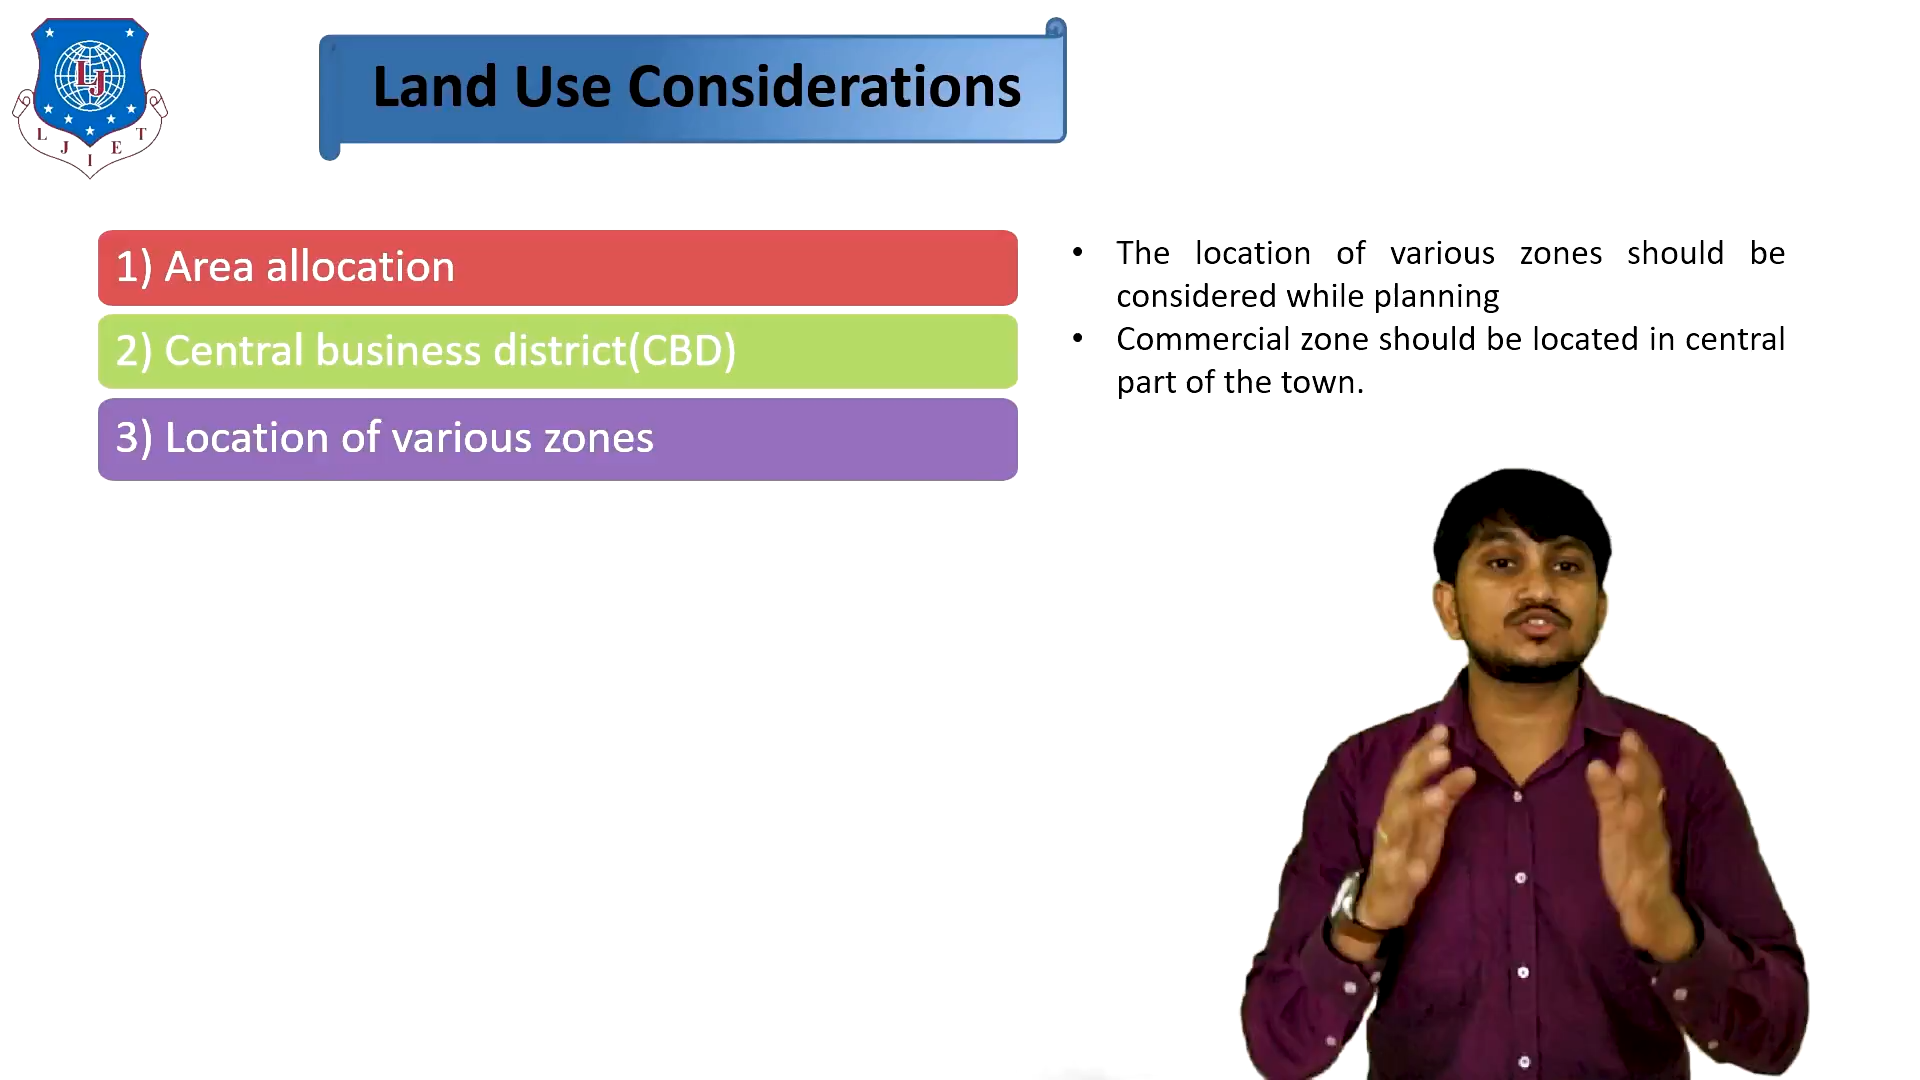 LJ
L J I E T
Land Use Considerations
1) Area allocation
2) Central business district(CBD)
3) Location of various zones
• The location of various zones should be
considered while planning
• Commercial zone should be located in central
part of the town.